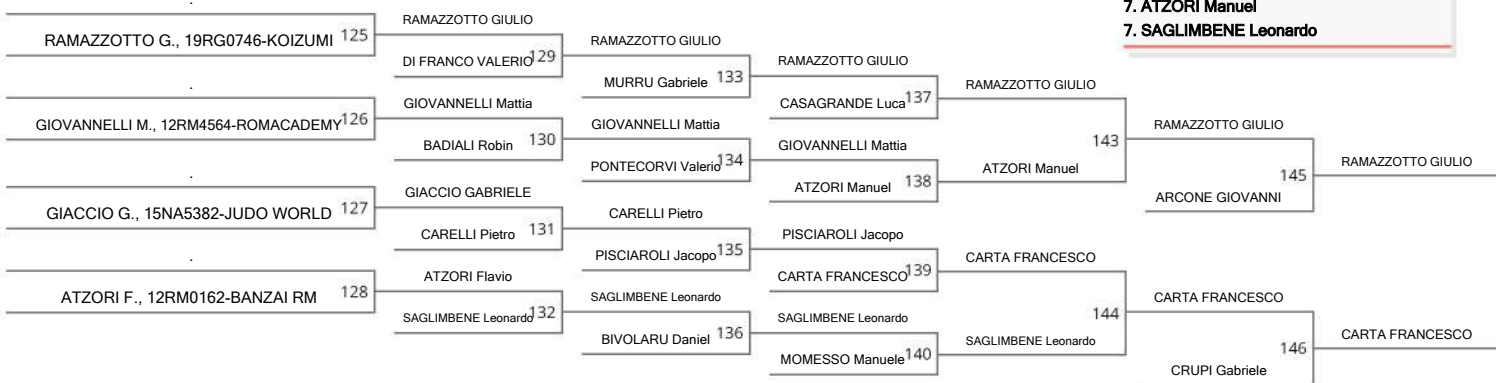 .
RAMAZZOTTO G., 19RG0746-KOIZUMI 125
.
GIOVANNELLI M., 12RM4564-ROMACADEMY 126
.
GIACCIO G., 15NA5382-JUDO WORLD 127
.
ATZORI F., 12RM0162-BANZAI RM 128
RAMAZZOTTO GIULIO
DI FRANCO VALERIO 129
GIOVANNELLI Mattia
BADIALI Robin 130
GIACCIO GABRIELE
CARELLI Pietro 131
ATZORI Flavio
SAGLIMBENE Leonardo 132
RAMAZZOTTO GIULIO
MURRU Gabriele 133
GIOVANNELLI Mattia
PONTECORVI Valerio 134
CARELLI Pietro
PISCIAROLI Jacopo 135
SAGLIMBENE Leonardo
BIVOLARU Daniel 136
RAMAZZOTTO GIULIO
CASAGRANDE Luca 137
GIOVANNELLI Mattia
ATZORI Manuel 138
PISCIAROLI Jacopo
CARTA FRANCESCO 139
SAGLIMBENE Leonardo
MOMESSO Manuele 140
RAMAZZOTTO GIULIO
143
ATZORI Manuel
CARTA FRANCESCO
144
SAGLIMBENE Leonardo
RAMAZZOTTO GIULIO
145
ARCONE GIOVANNI
CARTA FRANCESCO
146
CRUPI Gabriele
RAMAZZOTTO GIULIO
CARTA FRANCESCO
7. ATZORI Manuel
7. SAGLIMBENE Leonardo